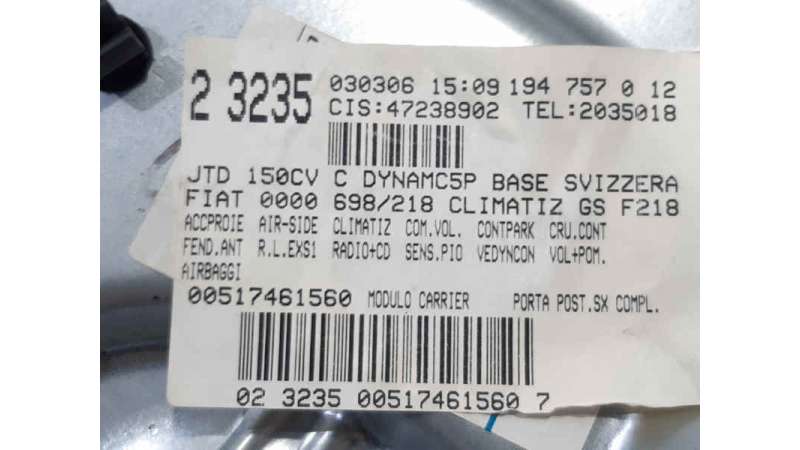 2 3235
030306 15:09 194 757 0 12
CIS:47238902 TEL:2035018
JTD 150CV C DYNAMC5P BASE SVIZZERA
FIAT 0000 698/218 CLIMATIZ GS F218
ACCPROIE AIR-SIDE CLIMATIZ COM.VOL. CONTPARK CRU.CONT
FEND.ANT R.L.EXS1 RADIO+CD SENS.PIO VEDYNCON VOL+POM.
AIRBAGGI
00517461560 MODULO CARRIER PORTA POST.SX COMPL.
02 3235 00517461560 7